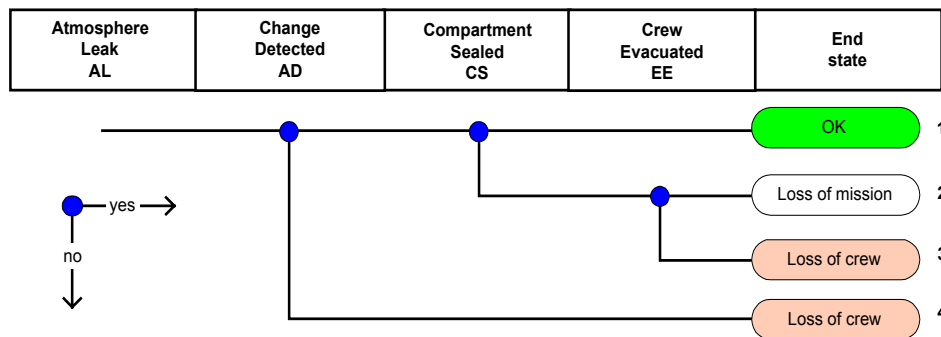 Atmosphere
Leak
AL
Change
Detected
AD
Compartment
Sealed
CS
Crew
Evacuated
EE
End
state
OK
1
yes
Loss of mission
2
no
Loss of crew
3
Loss of crew
4